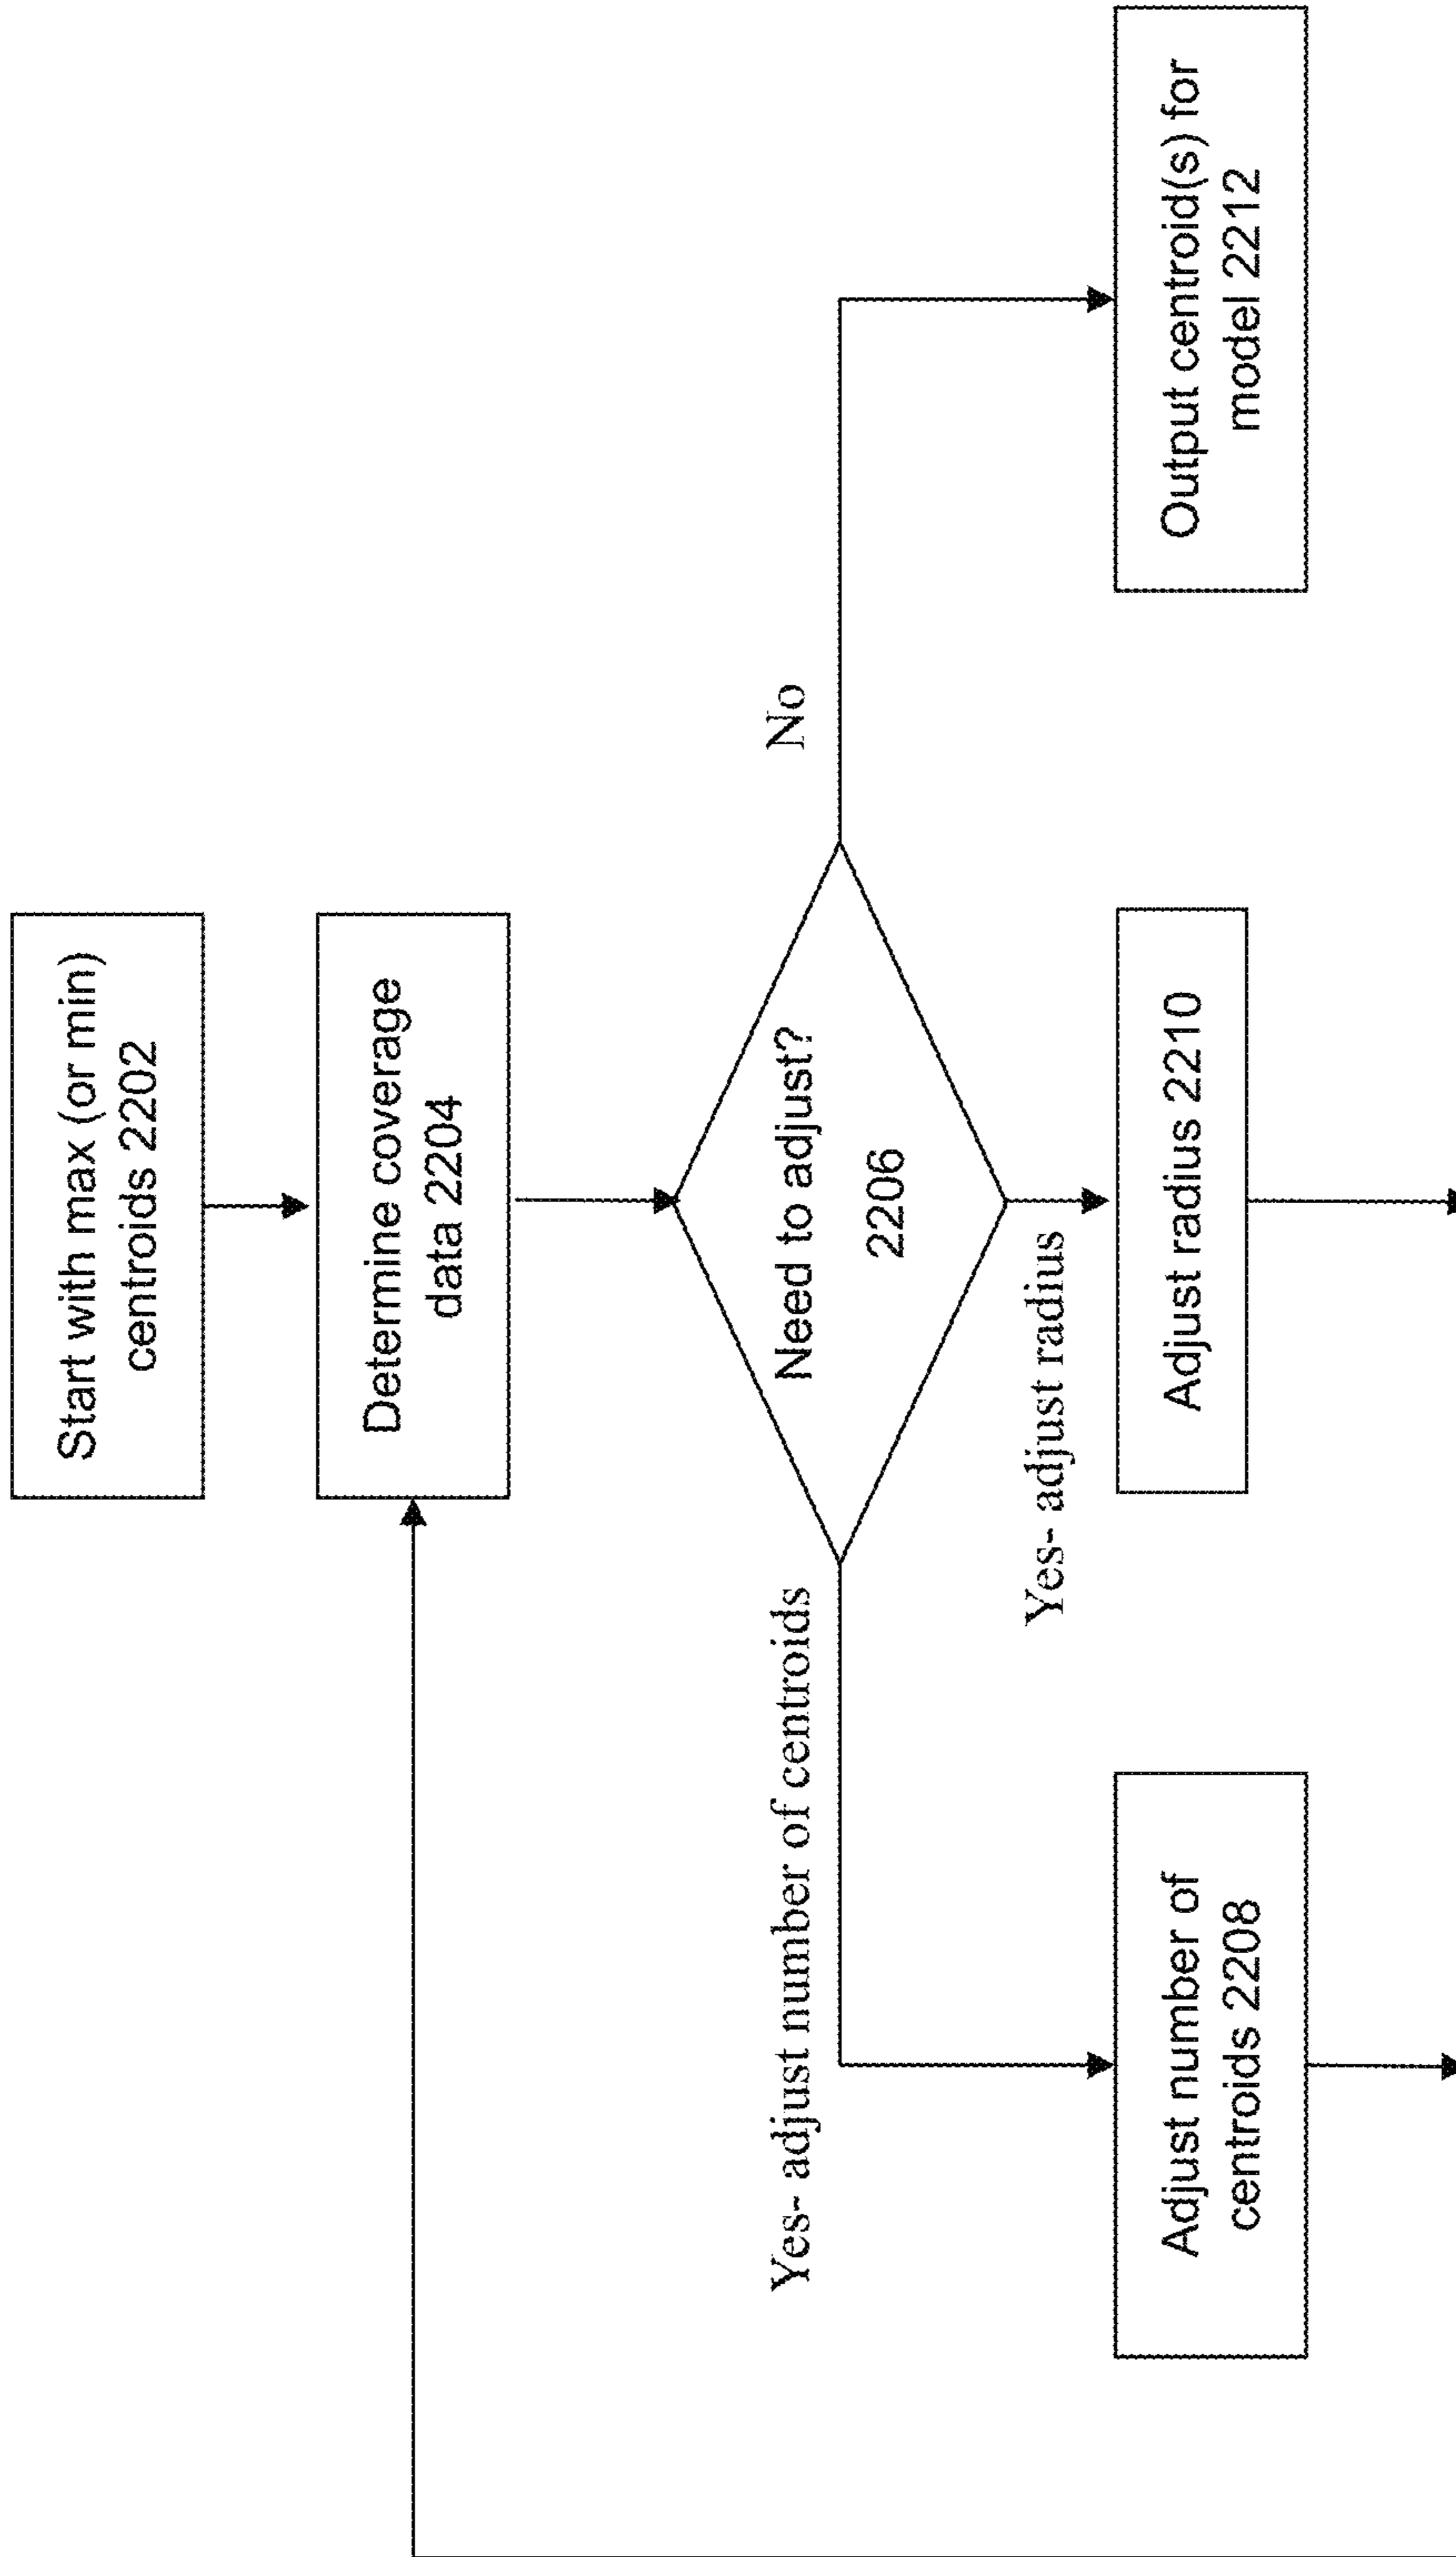 Start with max (or min)
centroids 2202
Determine coverage
data 2204
Need to adjust?
2206
Yes- adjust number of centroids
Yes- adjust radius
No
Adjust number of
centroids 2208
Adjust radius 2210
Output centroid(s) for
model 2212